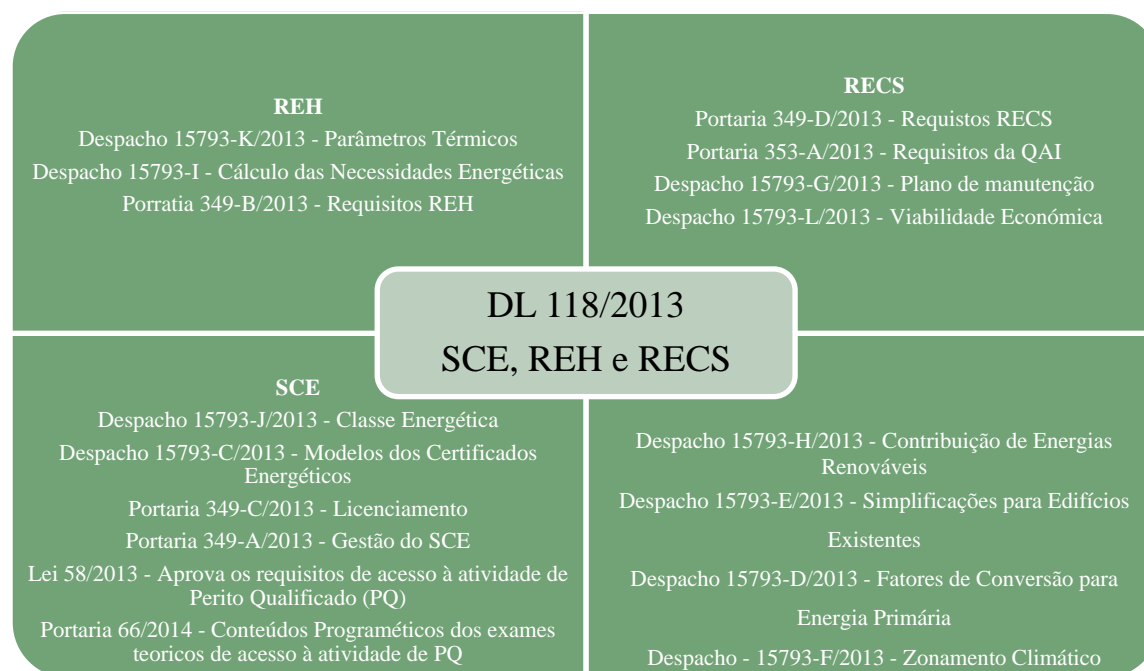 REH
Despacho 15793-K/2013 - Parâmetros Térmicos
Despacho 15793-I - Cálculo das Necessidades Energéticas
Porratia 349-B/2013 - Requisitos REH
RECS
Portaria 349-D/2013 - Requistos RECS
Portaria 353-A/2013 - Requisitos da QAI
Despacho 15793-G/2013 - Plano de manutenção
Despacho 15793-L/2013 - Viabilidade Económica
DL 118/2013
SCE, REH e RECS
SCE
Despacho 15793-J/2013 - Classe Energética
Despacho 15793-C/2013 - Modelos dos Certificados
Energéticos
Portaria 349-C/2013 - Licenciamento
Portaria 349-A/2013 - Gestão do SCE
Lei 58/2013 - Aprova os requisitos de acesso à atividade de
Perito Qualificado (PQ)
Portaria 66/2014 - Conteúdos Programéticos dos exames
teoricos de acesso à atividade de PQ
Despacho 15793-H/2013 - Contribuição de Energias
Renováveis
Despacho 15793-E/2013 - Simplificações para Edifícios
Existentes
Despacho 15793-D/2013 - Fatores de Conversão para
Energia Primária
Despacho - 15793-F/2013 - Zonamento Climático